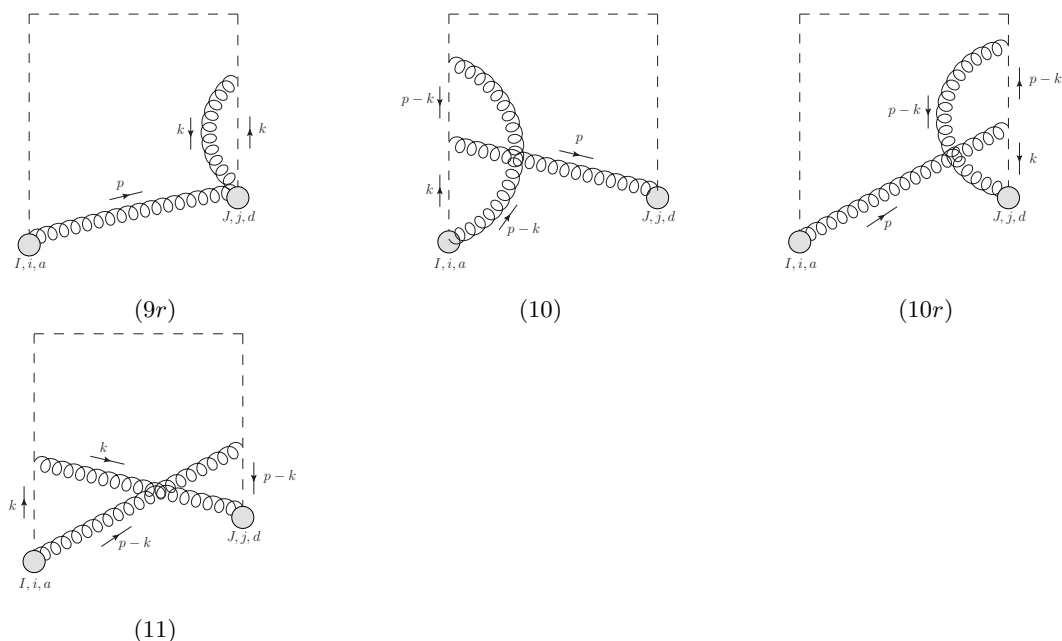 k
k
p
J, j, d
I, i, a
(9r)
p − k
p
k
p − k
J, j, d
I, i, a
(10)
p − k
p − k
k
p
J, j, d
I, i, a
(10r)
k
p − k
k
p − k
J, j, d
I, i, a
(11)